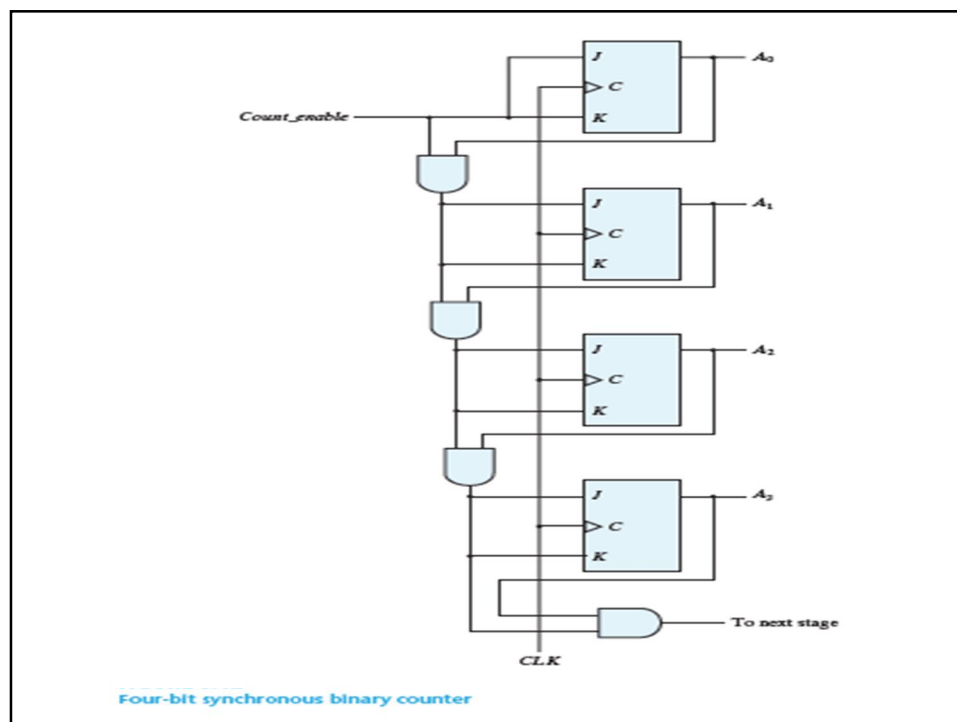 J
A₀
C
Count_enable
K
J
A₁
C
K
J
A₂
C
K
J
A₃
C
K
To next stage
CLK
Four-bit synchronous binary counter